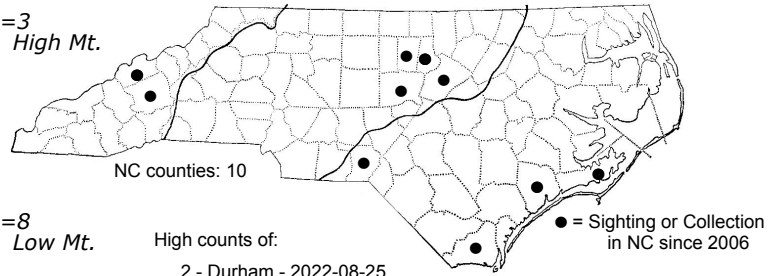 =3
High Mt.
NC counties: 10
=8
Low Mt.
High counts of:
2 - Durham - 2022-08-25
= Sighting or Collection
in NC since 2006